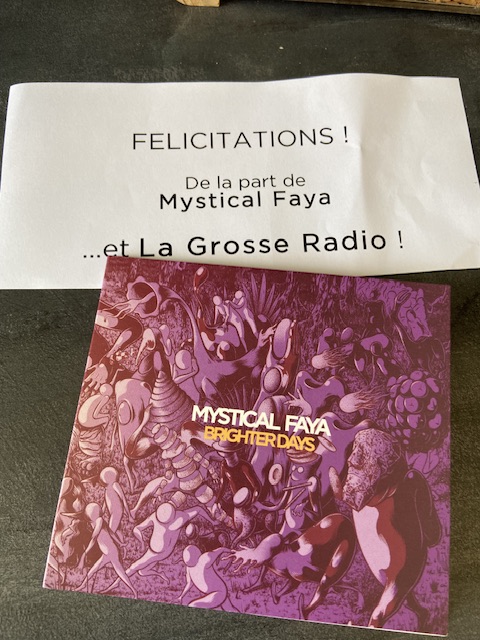 FELICITATIONS !
De la part de
Mystical Faya
...et La Grosse Radio !
MYSTICAL FAYA
BRIGHTER DAYS